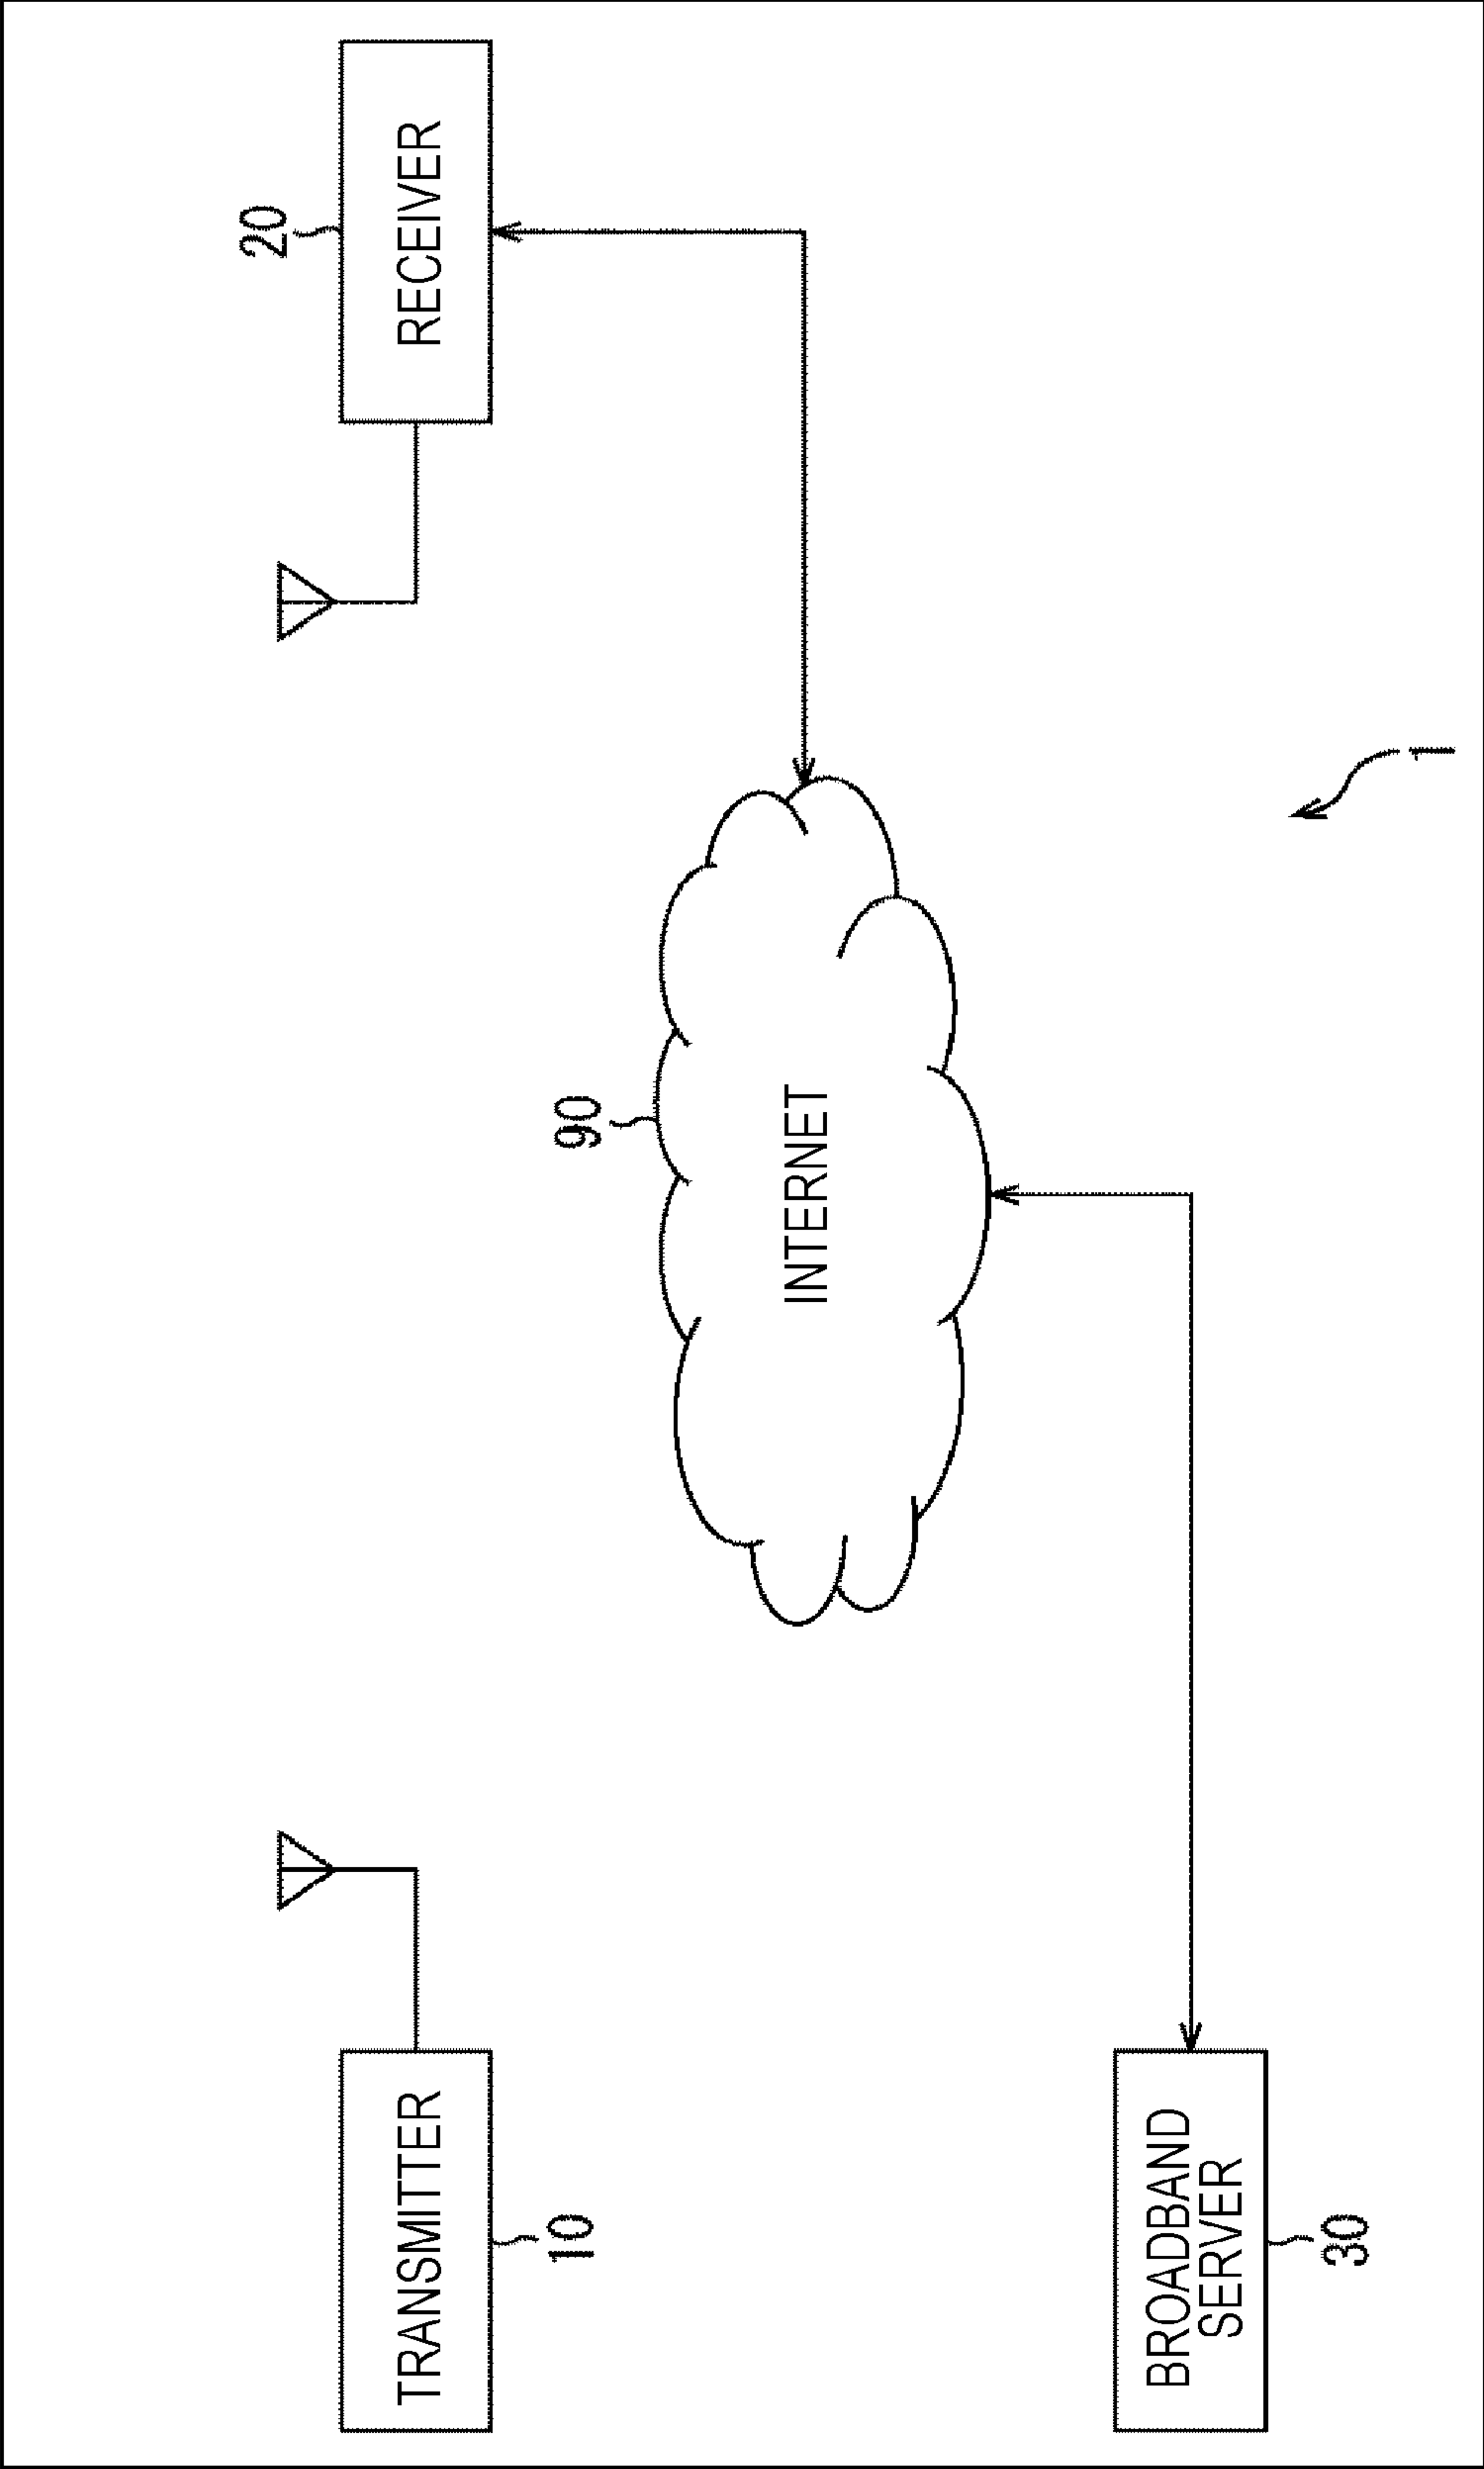 TRANSMITTER
10
20
RECEIVER
90
INTERNET
BROADBAND
SERVER
30
1